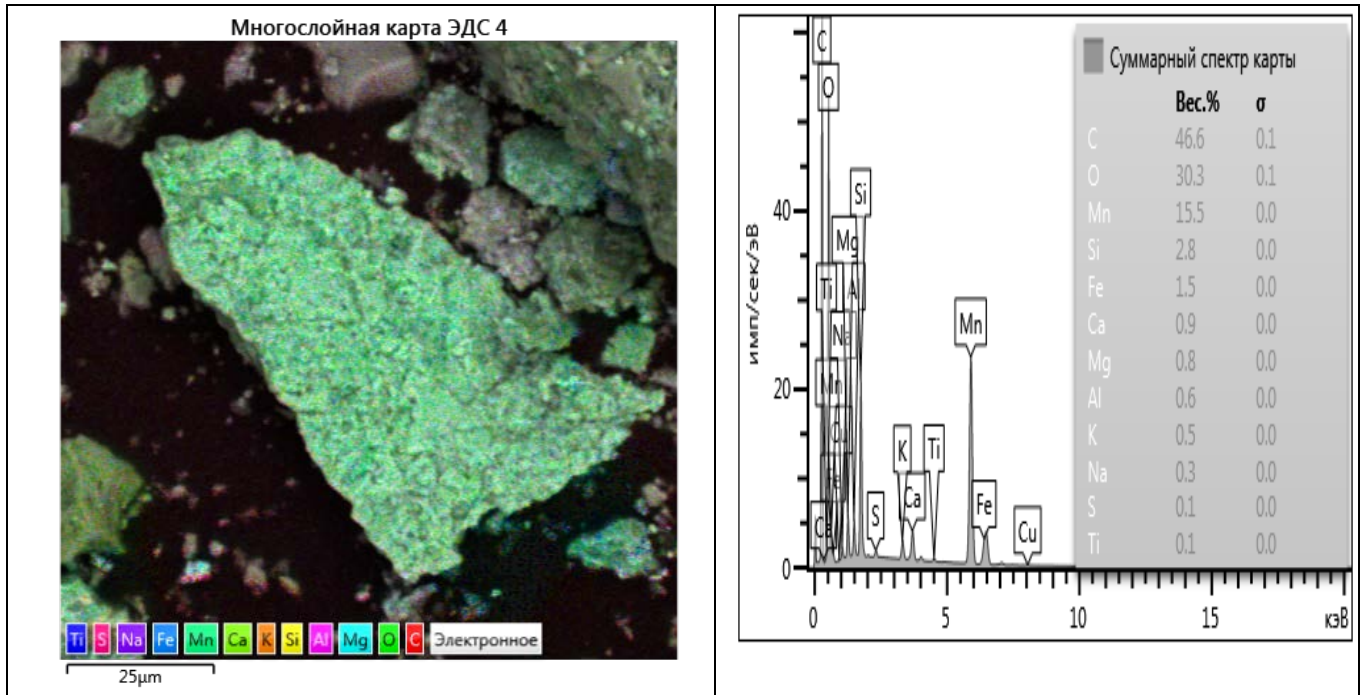 Многослойная карта ЭДС 4
Ti S Na Fe Mn Ca K Si Al Mg O C Электронное
25µm
имп/сек/эВ
40
20
0
C
O
Si
Mg
Ti
Na
Mn
Ca
K
Ti
S
Ca
Mn
Fe
Cu
0 5 10 15 кэВ
Суммарный спектр карты
Вес.% σ
C 46.6 0.1
O 30.3 0.1
Mn 15.5 0.0
Si 2.8 0.0
Fe 1.5 0.0
Ca 0.9 0.0
Mg 0.8 0.0
Al 0.6 0.0
K 0.5 0.0
Na 0.3 0.0
S 0.1 0.0
Ti 0.1 0.0